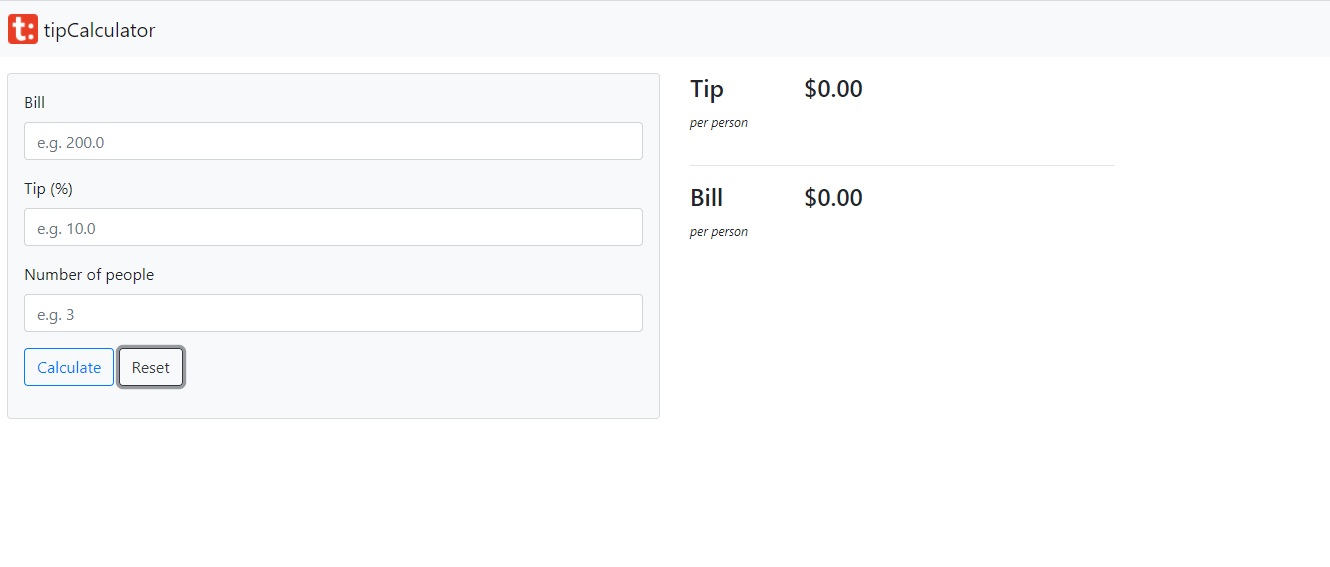 t: tipCalculator
Bill
e.g. 200.0
Tip (%)
e.g. 10.0
Number of people
e.g. 3
Calculate Reset
Tip $0.00
per person
Bill $0.00
per person